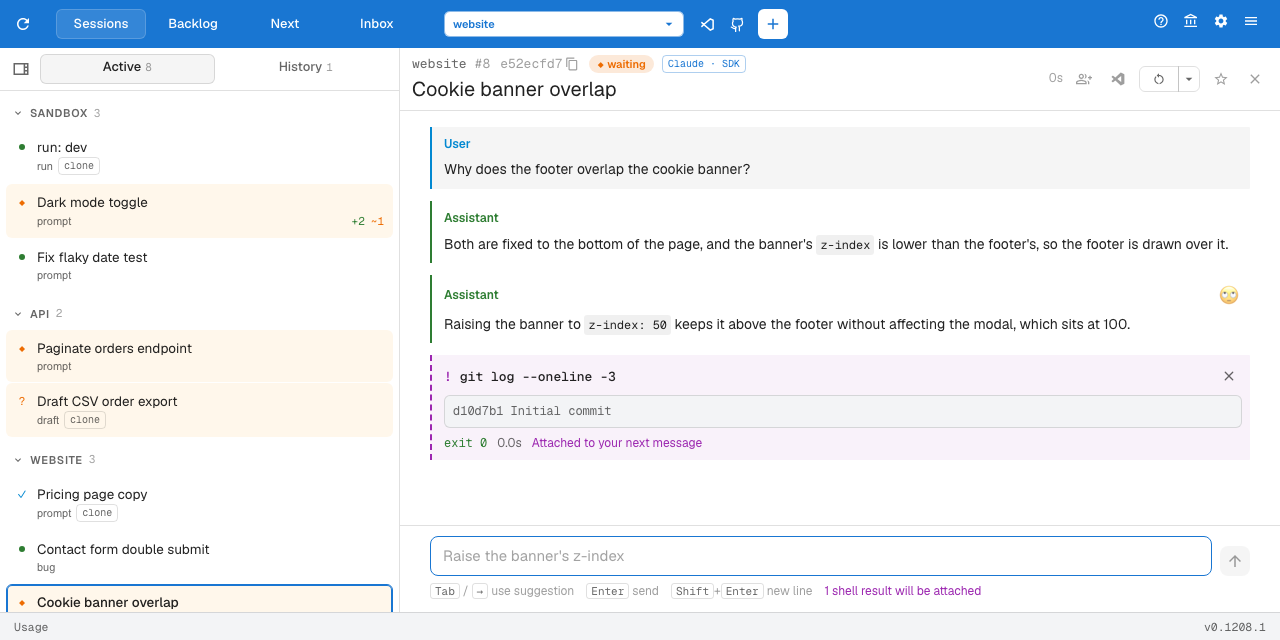 Sessions
Backlog
Next
Inbox
website
Active 8
History 1
SANDBOX 3
run: dev
run clone
Dark mode toggle
prompt
+2 ~1
Fix flaky date test
prompt
API 2
Paginate orders endpoint
prompt
? Draft CSV order export
draft clone
WEBSITE 3
Pricing page copy
prompt clone
Contact form double submit
bug
Cookie banner overlap
website #8 e52ecfd7 waiting Claude · SDK
Cookie banner overlap
0s
User
Why does the footer overlap the cookie banner?
Assistant
Both are fixed to the bottom of the page, and the banner's z-index is lower than the footer's, so the footer is drawn over it.
Assistant
Raising the banner to z-index: 50 keeps it above the footer without affecting the modal, which sits at 100.
! git log --oneline -3
d10d7b1 Initial commit
exit 0 0.0s Attached to your next message
Raise the banner's z-index
Tab / → use suggestion Enter send Shift+Enter new line 1 shell result will be attached
Usage
v0.1208.1